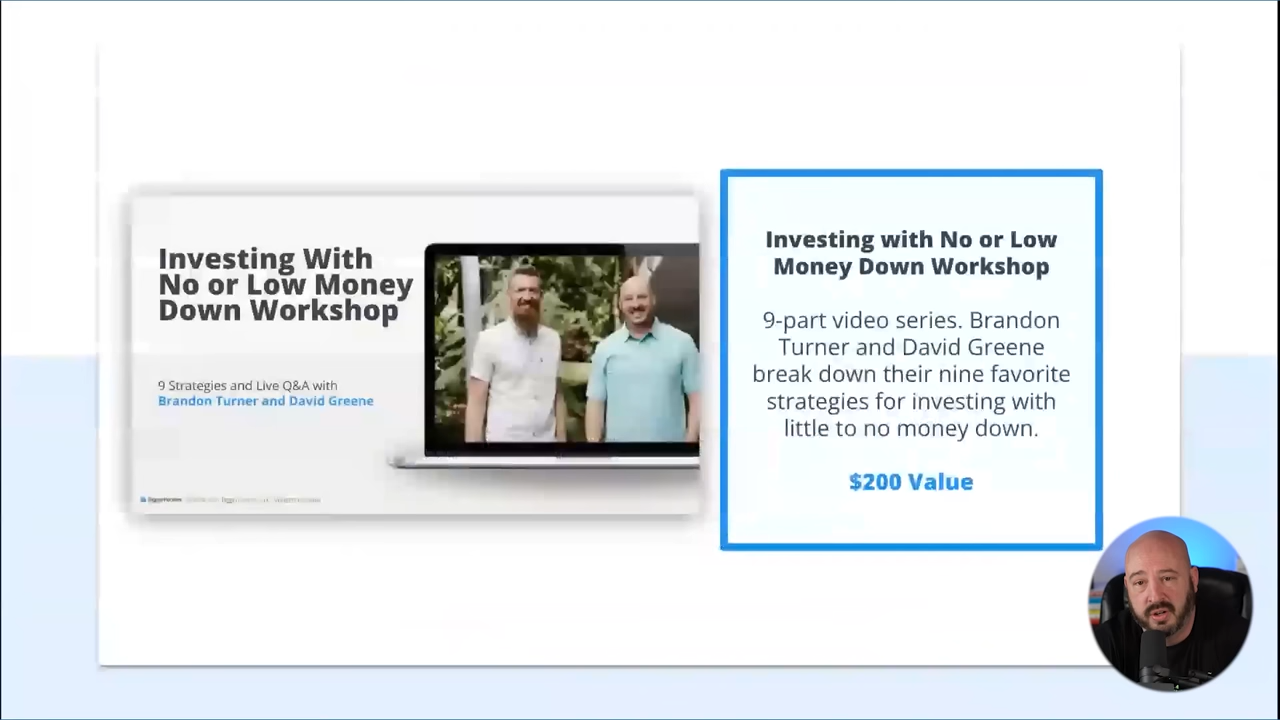 Investing With
No or Low Money
Down Workshop
9 Strategies and Live Q&A with
Brandon Turner and David Greene
BiggerPockets
Investing with No or Low
Money Down Workshop
9-part video series. Brandon
Turner and David Greene
break down their nine favorite
strategies for investing with
little to no money down.
$200 Value